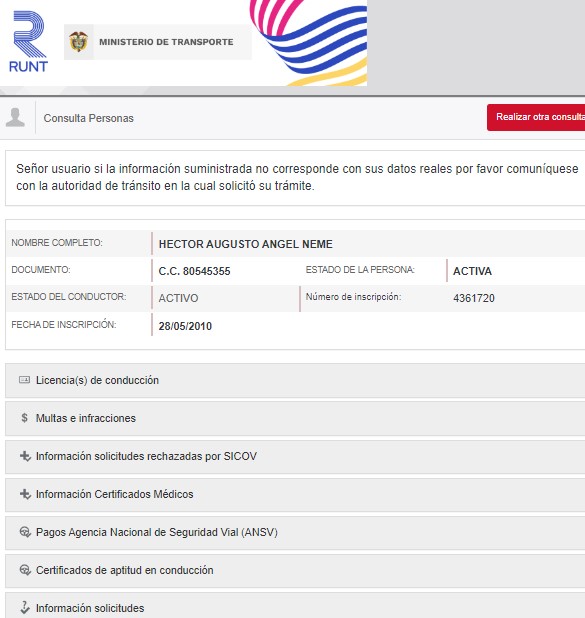 RUNT
MINISTERIO DE TRANSPORTE
Consulta Personas
Realizar otra consulta
Señor usuario si la información suministrada no corresponde con sus datos reales por favor comuníquese
con la autoridad de tránsito en la cual solicitó su trámite.
NOMBRE COMPLETO: HECTOR AUGUSTO ANGEL NEME
DOCUMENTO: C.C. 80545355 ESTADO DE LA PERSONA: ACTIVA
ESTADO DEL CONDUCTOR: ACTIVO Número de inscripción: 4361720
FECHA DE INSCRIPCIÓN: 28/05/2010
Licencia(s) de conducción
$ Multas e infracciones
Información solicitudes rechazadas por SICOV
Información Certificados Médicos
Pagos Agencia Nacional de Seguridad Vial (ANSV)
Certificados de aptitud en conducción
Información solicitudes